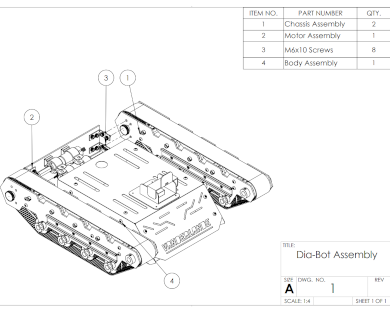 ITEM NO. PART NUMBER QTY.
1 Chassis Assembly 2
2 Motor Assembly 1
3 M6x10 Screws 8
4 Body Assembly 1
1
3
2
4
TITLE:
Dia-Bot Assembly
SIZE DWG. NO. REV
A 1
SCALE: 1:4 SHEET 1 OF 1